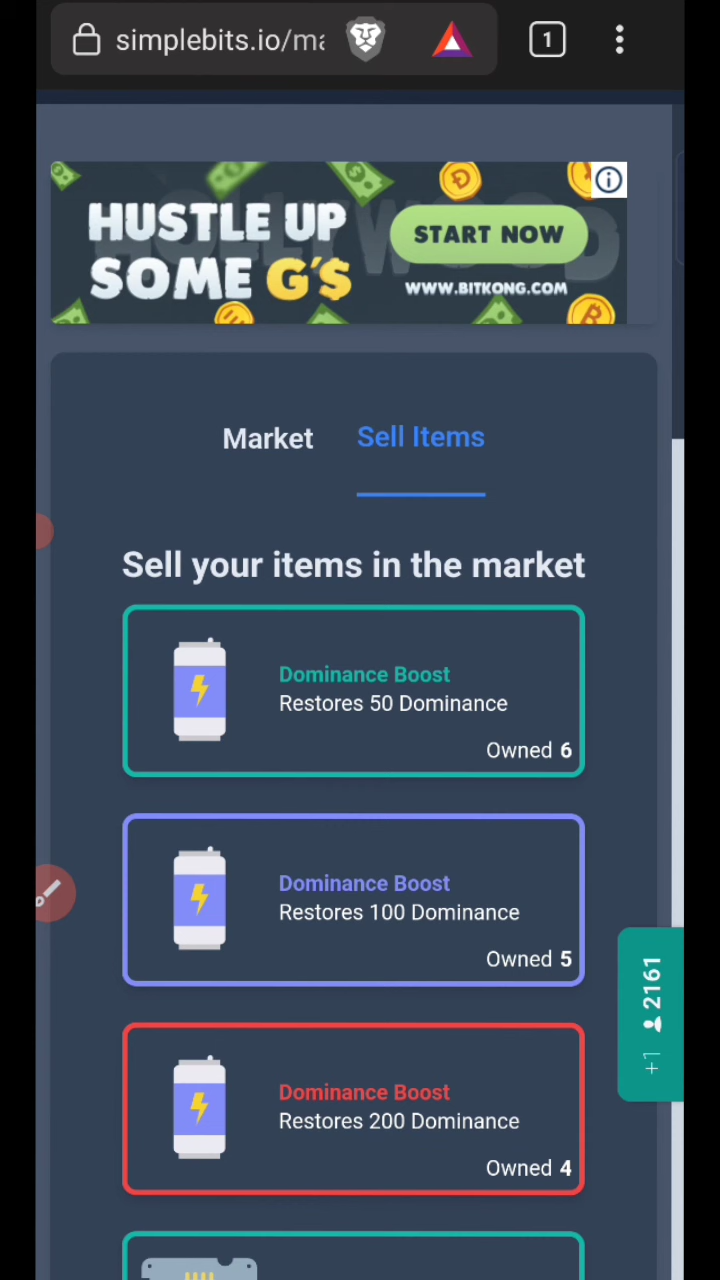 simplebits.io/ma
1
HUSTLE UP
SOME G'S
START NOW
WWW.BITKONG.COM
Market
Sell Items
Sell your items in the market
Dominance Boost
Restores 50 Dominance
Owned 6
Dominance Boost
Restores 100 Dominance
Owned 5
Dominance Boost
Restores 200 Dominance
Owned 4
+1 2161